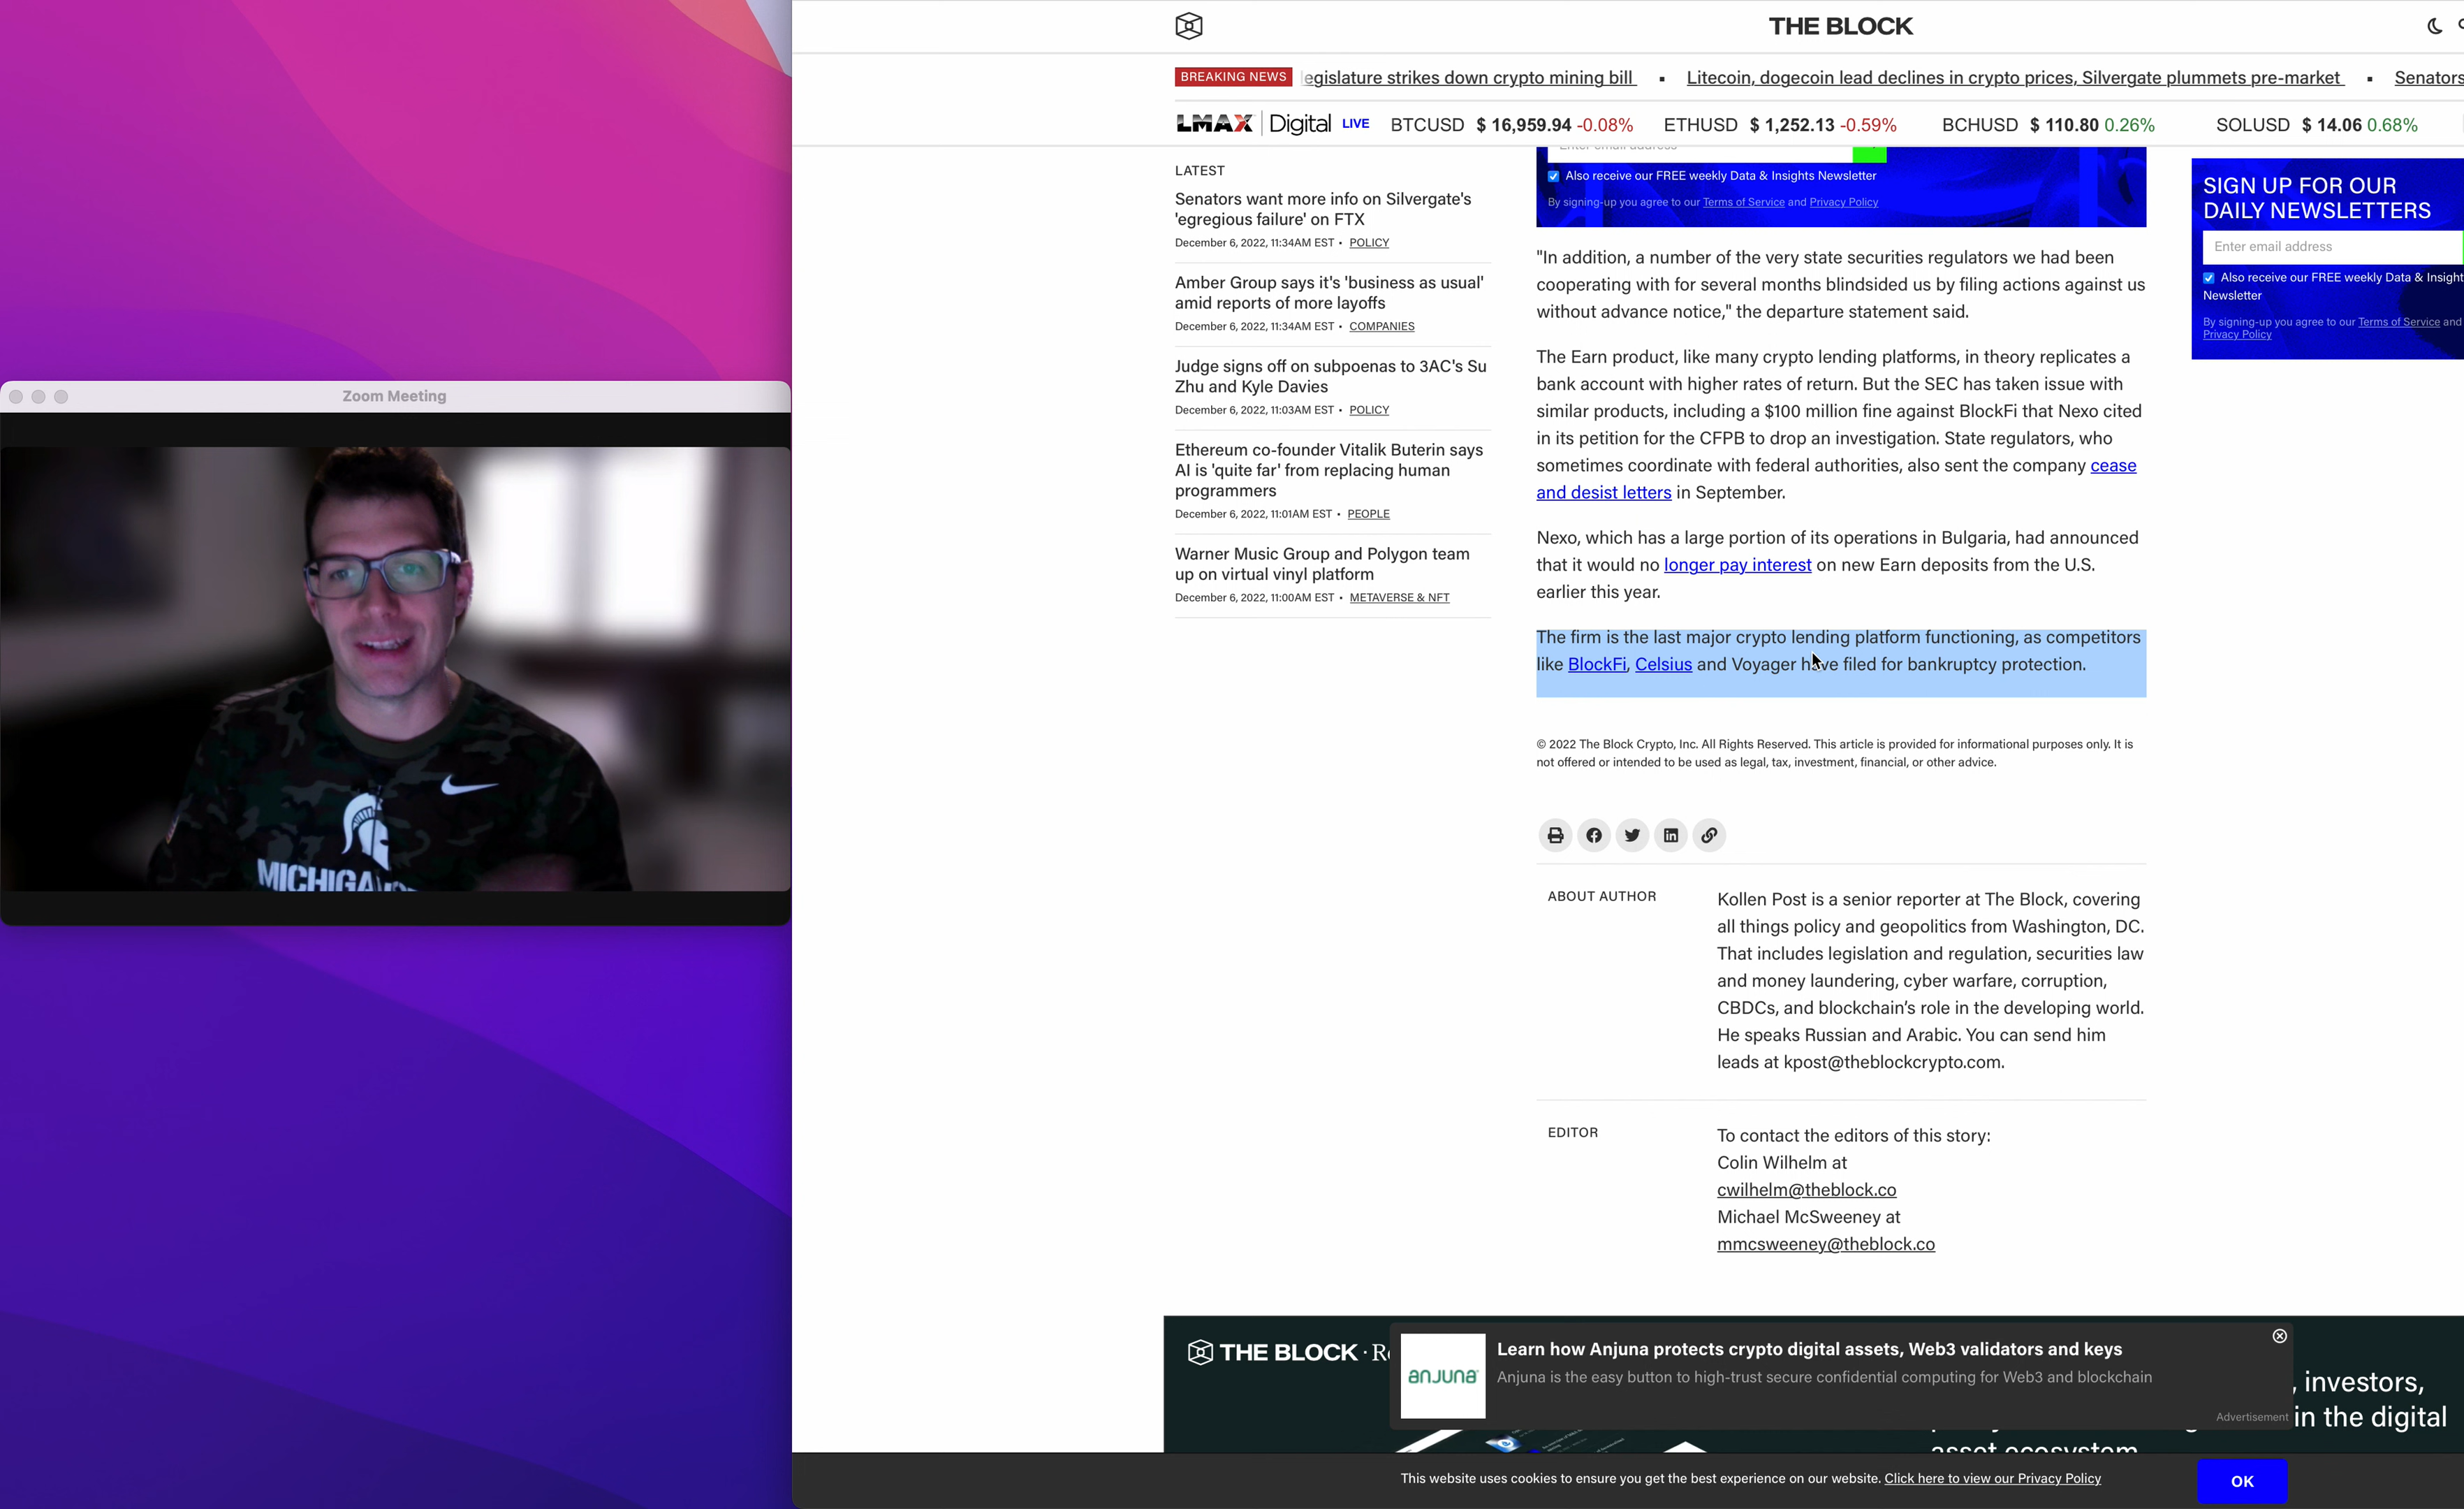 Zoom Meeting
MICHIGA
THE BLOCK
BREAKING NEWS egislature strikes down crypto mining bill ▪ Litecoin, dogecoin lead declines in crypto prices, Silvergate plummets pre-market ▪ Senators
LMAX Digital LIVE BTCUSD $ 16,959.94 -0.08% ETHUSD $ 1,252.13 -0.59% BCHUSD $ 110.80 0.26% SOLUSD $ 14.06 0.68%
LATEST
Senators want more info on Silvergate's
'egregious failure' on FTX
December 6, 2022, 11:34AM EST • POLICY
Amber Group says it's 'business as usual'
amid reports of more layoffs
December 6, 2022, 11:34AM EST • COMPANIES
Judge signs off on subpoenas to 3AC's Su
Zhu and Kyle Davies
December 6, 2022, 11:03AM EST • POLICY
Ethereum co-founder Vitalik Buterin says
AI is 'quite far' from replacing human
programmers
December 6, 2022, 11:01AM EST • PEOPLE
Warner Music Group and Polygon team
up on virtual vinyl platform
December 6, 2022, 11:00AM EST • METAVERSE & NFT
Enter email address
Also receive our FREE weekly Data & Insights Newsletter
By signing-up you agree to our Terms of Service and Privacy Policy
"In addition, a number of the very state securities regulators we had been
cooperating with for several months blindsided us by filing actions against us
without advance notice," the departure statement said.
The Earn product, like many crypto lending platforms, in theory replicates a
bank account with higher rates of return. But the SEC has taken issue with
similar products, including a $100 million fine against BlockFi that Nexo cited
in its petition for the CFPB to drop an investigation. State regulators, who
sometimes coordinate with federal authorities, also sent the company cease
and desist letters in September.
Nexo, which has a large portion of its operations in Bulgaria, had announced
that it would no longer pay interest on new Earn deposits from the U.S.
earlier this year.
The firm is the last major crypto lending platform functioning, as competitors
like BlockFi, Celsius and Voyager have filed for bankruptcy protection.
© 2022 The Block Crypto, Inc. All Rights Reserved. This article is provided for informational purposes only. It is
not offered or intended to be used as legal, tax, investment, financial, or other advice.
ABOUT AUTHOR
Kollen Post is a senior reporter at The Block, covering
all things policy and geopolitics from Washington, DC.
That includes legislation and regulation, securities law
and money laundering, cyber warfare, corruption,
CBDCs, and blockchain’s role in the developing world.
He speaks Russian and Arabic. You can send him
leads at kpost@theblockcrypto.com.
EDITOR
To contact the editors of this story:
Colin Wilhelm at
cwilhelm@theblock.co
Michael McSweeney at
mmcsweeney@theblock.co
SIGN UP FOR OUR
DAILY NEWSLETTERS
Enter email address
Also receive our FREE weekly Data & Insight
Newsletter
By signing-up you agree to our Terms of Service and
Privacy Policy
THE BLOCK · Re
Learn how Anjuna protects crypto digital assets, Web3 validators and keys
anjuna
Anjuna is the easy button to high-trust secure confidential computing for Web3 and blockchain
Advertisement
, investors,
in the digital
asset ecosystem
This website uses cookies to ensure you get the best experience on our website. Click here to view our Privacy Policy
OK